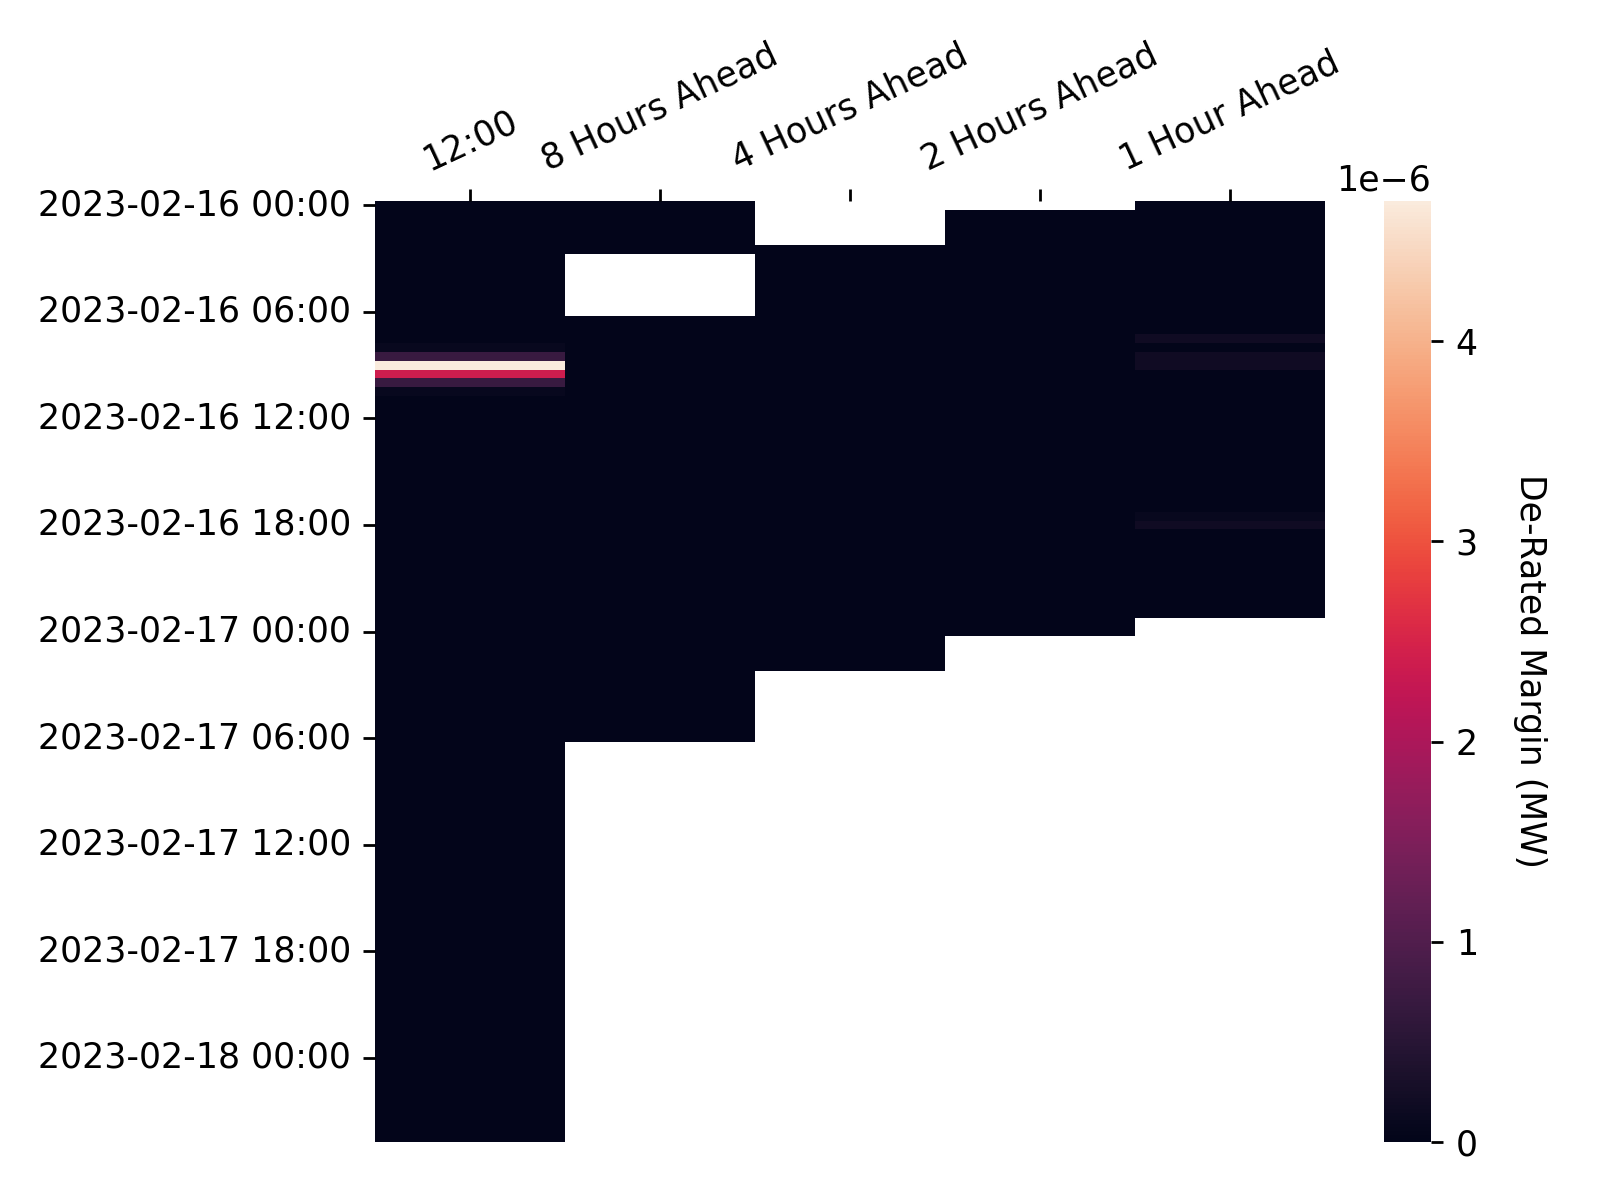 12:00
8 Hours Ahead
4 Hours Ahead
2 Hours Ahead
1 Hour Ahead
1e−6
2023-02-16 00:00
2023-02-16 06:00
2023-02-16 12:00
2023-02-16 18:00
2023-02-17 00:00
2023-02-17 06:00
2023-02-17 12:00
2023-02-17 18:00
2023-02-18 00:00
4
3
2
1
0
De-Rated Margin (MW)